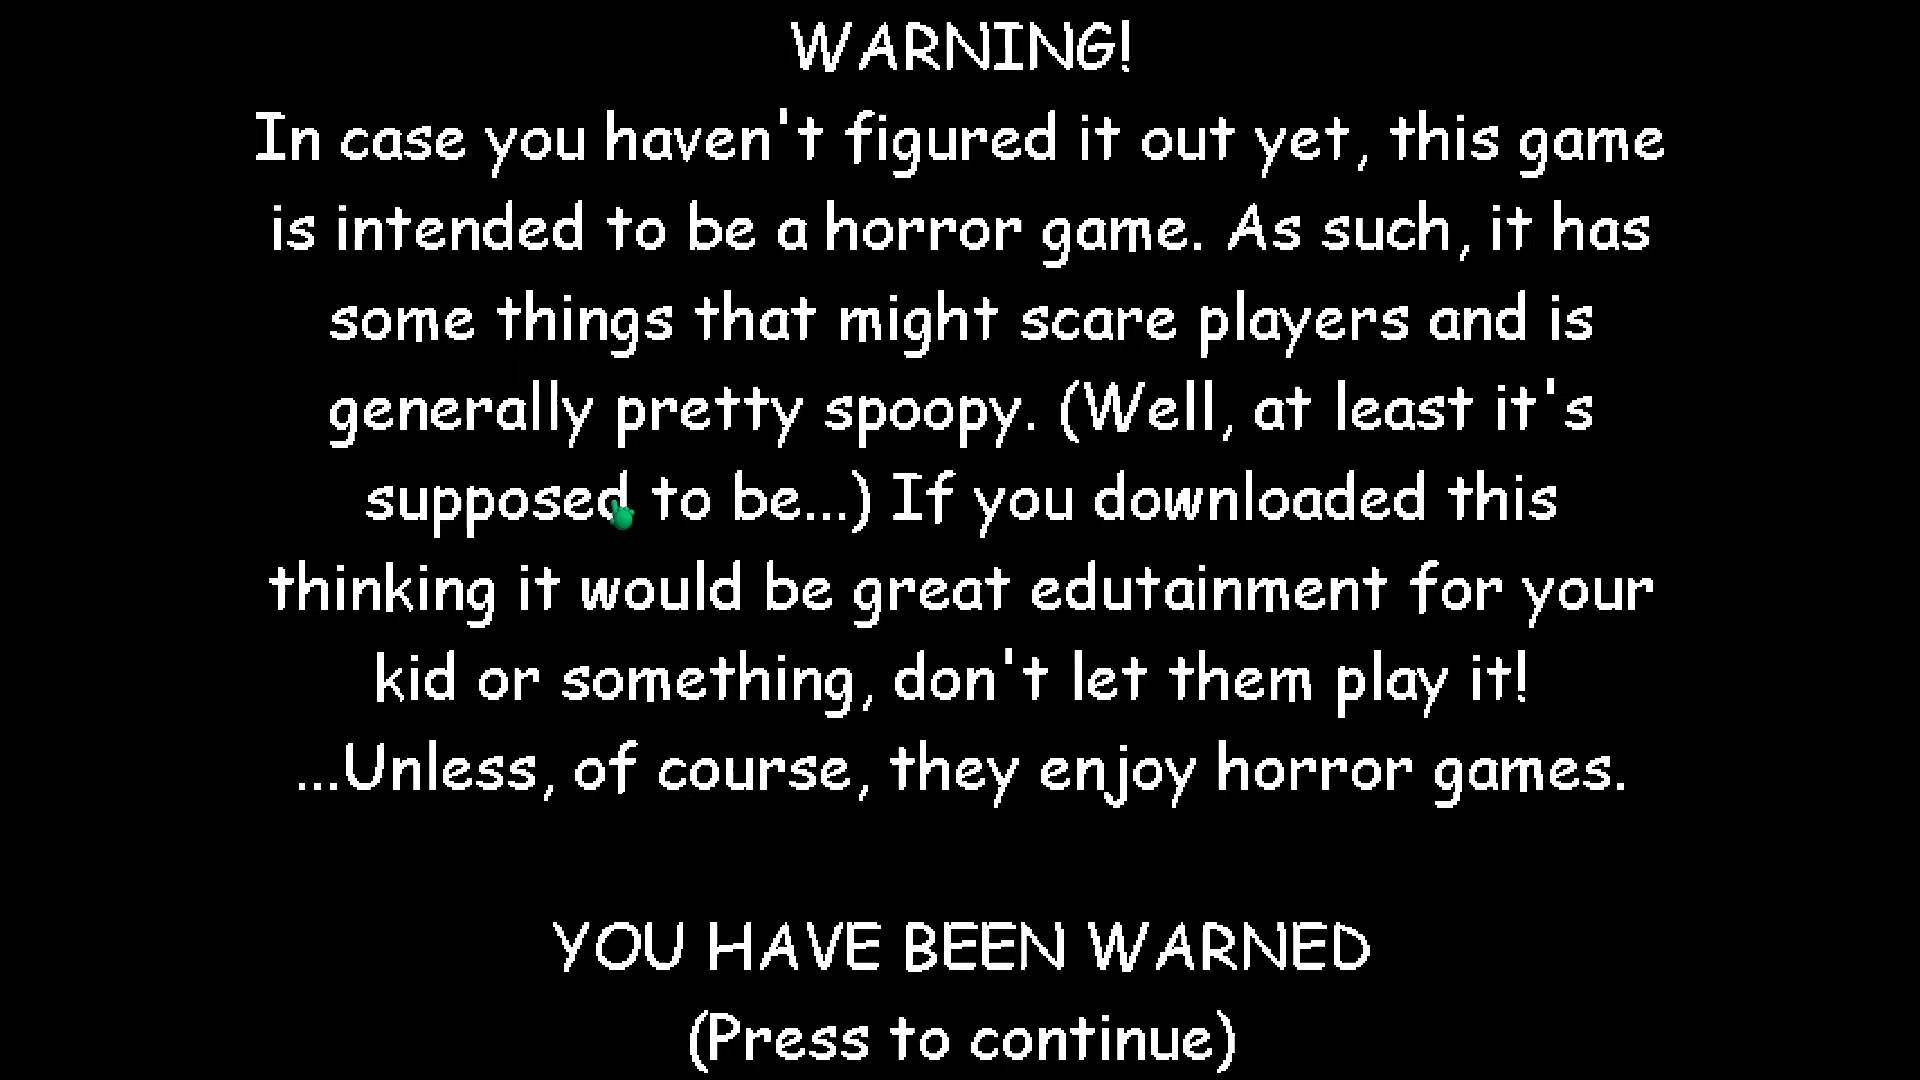 WARNING!
In case you haven't figured it out yet, this game
is intended to be a horror game. As such, it has
some things that might scare players and is
generally pretty spoopy. (Well, at least it's
supposed to be...) If you downloaded this
thinking it would be great edutainment for your
kid or something, don't let them play it!
...Unless, of course, they enjoy horror games.
YOU HAVE BEEN WARNED
(Press to continue)